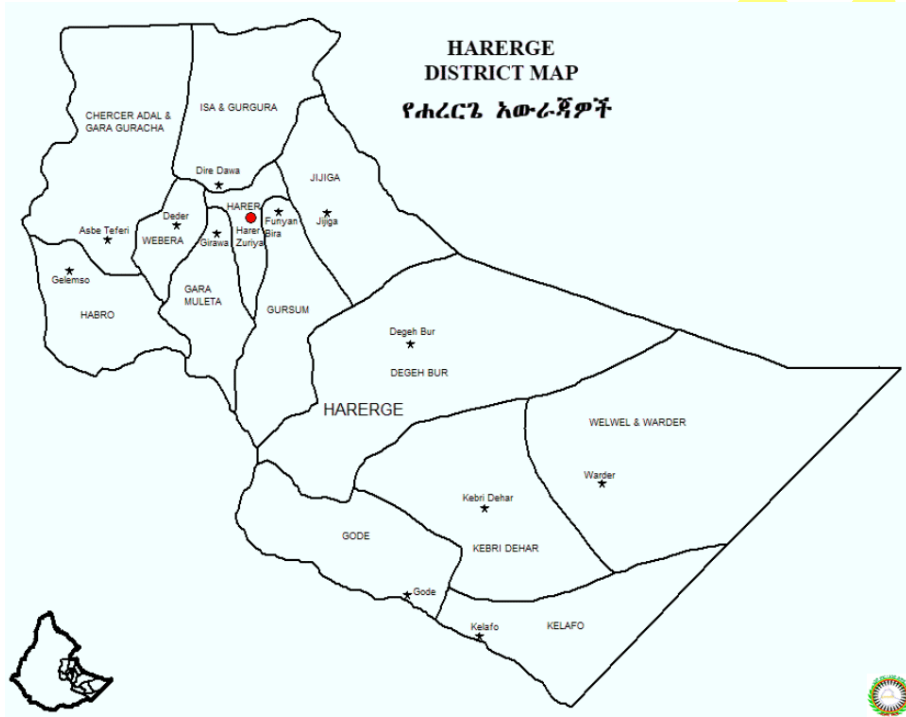 HARERGE
DISTRICT MAP
የሐረርጌ አውራጃዎች
ISA & GURGURA
CHERCER ADAL &
GARA GURACHA
Dire Dawa
JIJIGA
HARER
Deder
Funyan
Bira
Jijiga
Asbe Teferi
WEBERA
Girawa
Harer
Zuriya
Gelemso
GARA
MULETA
GURSUM
HABRO
Degeh Bur
DEGEH BUR
HARERGE
WELWEL & WARDER
Warder
Kebri Dehar
GODE
KEBRI DEHAR
Gode
Kelafo
KELAFO